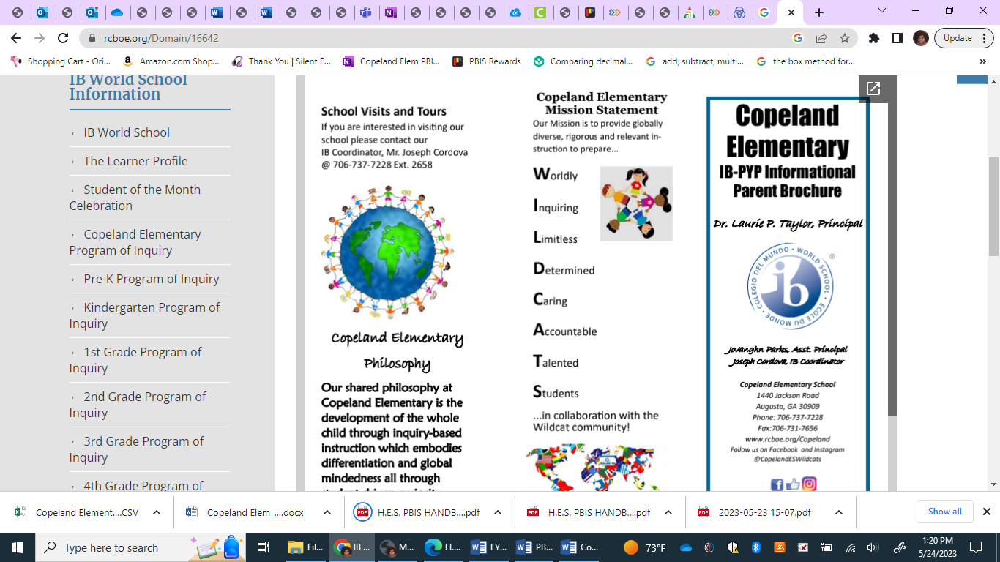 rcboe.org/Domain/16642
Update
Shopping Cart - Ori...
Amazon.com Shop...
Thank You | Silent E...
Copeland Elem PBI...
PBIS Rewards
Comparing decimal...
add, subtract, multi...
the box method for...
»
IB World School
Information
IB World School
The Learner Profile
Student of the Month
Celebration
Copeland Elementary
Program of Inquiry
Pre-K Program of Inquiry
Kindergarten Program of
Inquiry
1st Grade Program of
Inquiry
2nd Grade Program of
Inquiry
3rd Grade Program of
Inquiry
4th Grade Program of
School Visits and Tours
If you are interested in visiting our
school please contact our
IB Coordinator, Mr. Joseph Cordova
@ 706-737-7228 Ext. 2658
Copeland Elementary
Philosophy
Our shared philosophy at
Copeland Elementary is the
development of the whole
child through inquiry-based
instruction which embodies
differentiation and global
mindedness all through
Copeland Elementary
Mission Statement
Our Mission is to provide globally
diverse, rigorous and relevant in-
struction to prepare...
Worldly
Inquiring
Limitless
Determined
Caring
Accountable
Talented
Students
...in collaboration with the
Wildcat community!
Copeland
Elementary
IB-PYP Informational
Parent Brochure
Dr. Laurie P. Taylor, Principal
COLEGIO DEL MUNDO • WORLD SCHOOL • ECOLE DU MONDE •
ib
®
Jovanghn Parks, Asst. Principal
Joseph Cordova, IB Coordinator
Copeland Elementary School
1440 Jackson Road
Augusta, GA 30909
Phone: 706-737-7228
Fax:706-731-7656
www.rcboe.org/Copeland
Follow us on Facebook and Instagram
@CopelandESWildcats
Copeland Element....CSV
Copeland Elem_....docx
H.E.S. PBIS HANDB....pdf
H.E.S. PBIS HANDB....pdf
2023-05-23 15-07.pdf
Show all
Type here to search
Fil...
IB ...
M...
H...
FY...
PB...
Co...
73°F
1:20 PM
5/24/2023